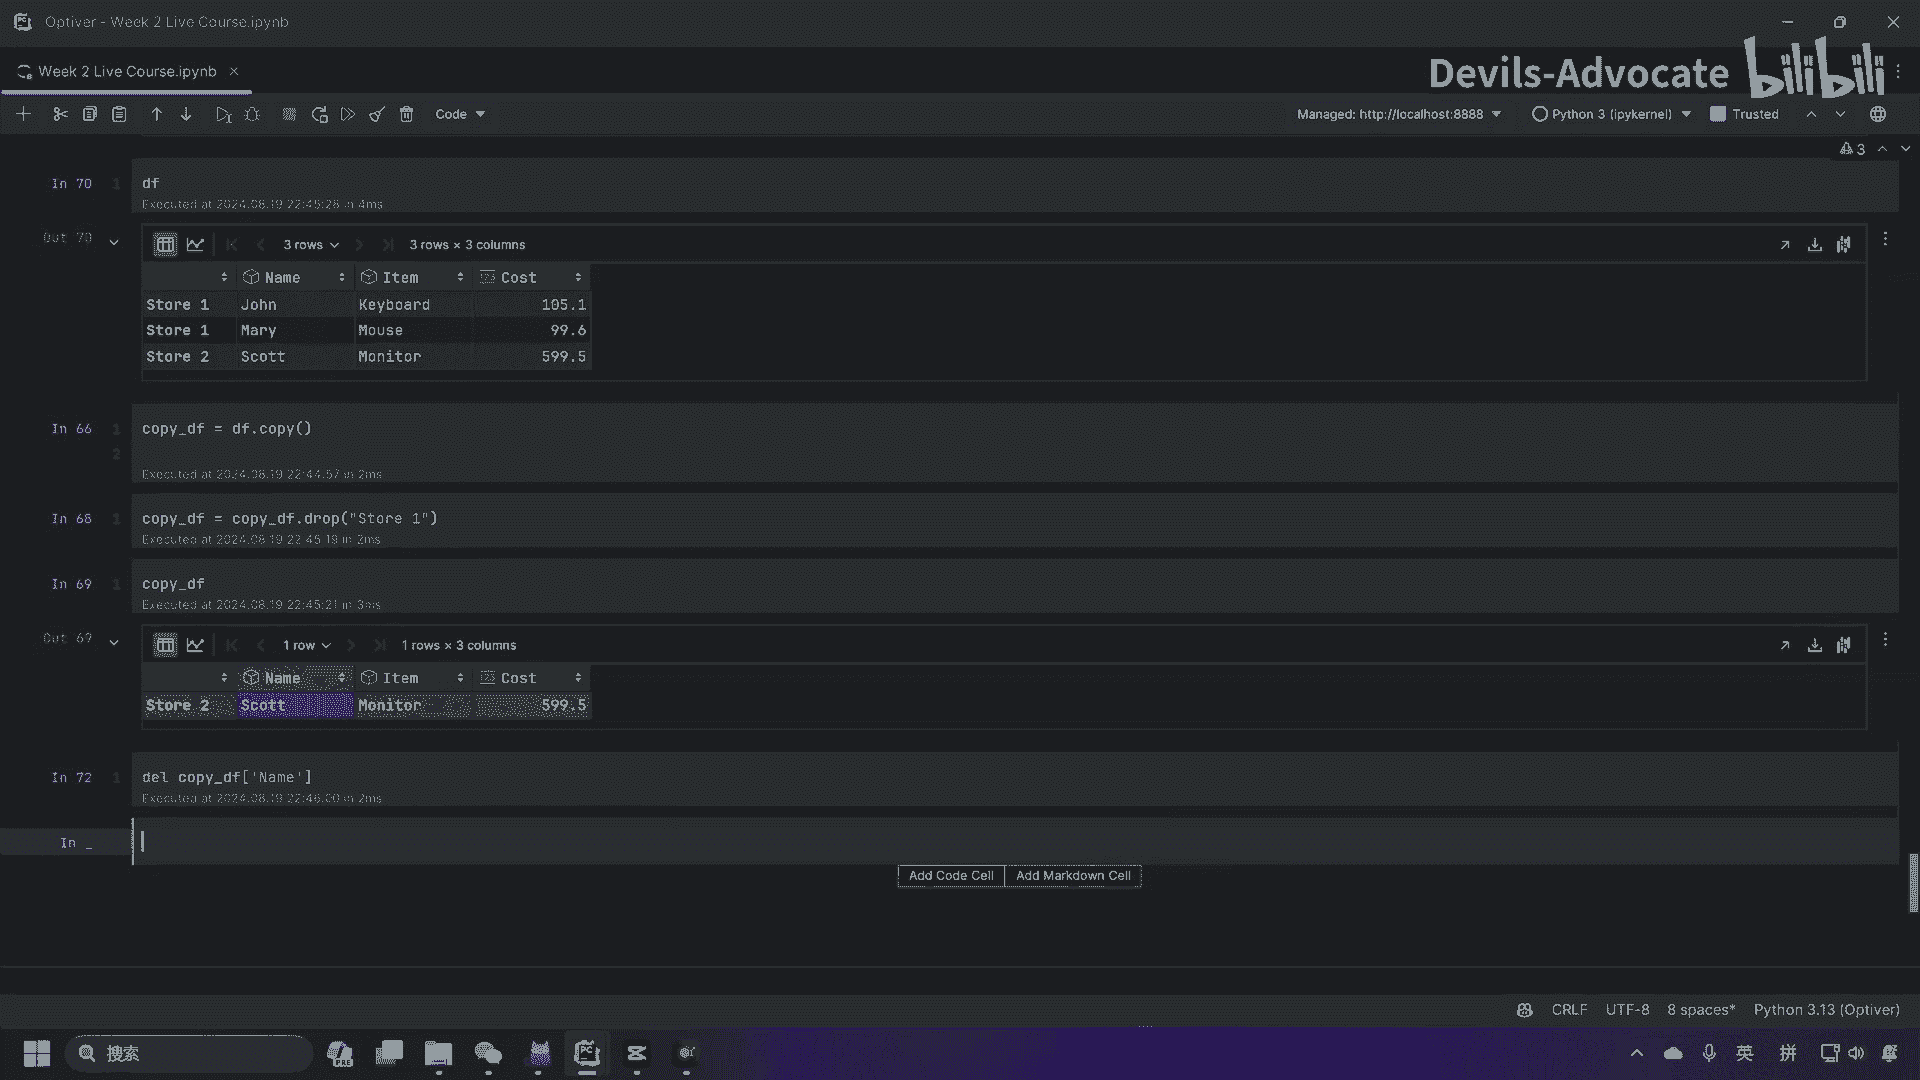 Optiver - Week 2 Live Course.ipynb
Week 2 Live Course.ipynb
Devils-Advocate bilibili
Code
Managed: http://localhost:8888
Python 3 (ipykernel)
Trusted
3
In 70
1
df
Executed at 2024.08.19 22:45:28 in 4ms
Out 70
3 rows
3 rows × 3 columns
Name Item Cost
Store 1 John Keyboard 105.1
Store 1 Mary Mouse 99.6
Store 2 Scott Monitor 599.5
In 66
1
copy_df = df.copy()
2
Executed at 2024.08.19 22:44:57 in 2ms
In 68
1
copy_df = copy_df.drop("Store 1")
Executed at 2024.08.19 22:45:19 in 2ms
In 69
1
copy_df
Executed at 2024.08.19 22:45:21 in 3ms
Out 69
1 row
1 rows × 3 columns
Name Item Cost
Store 2 Scott Monitor 599.5
In 72
1
del copy_df['Name']
Executed at 2024.08.19 22:46:00 in 2ms
In _
Add Code Cell
Add Markdown Cell
CRLF
UTF-8
8 spaces*
Python 3.13 (Optiver)
搜索
PRE
PC
英
拼